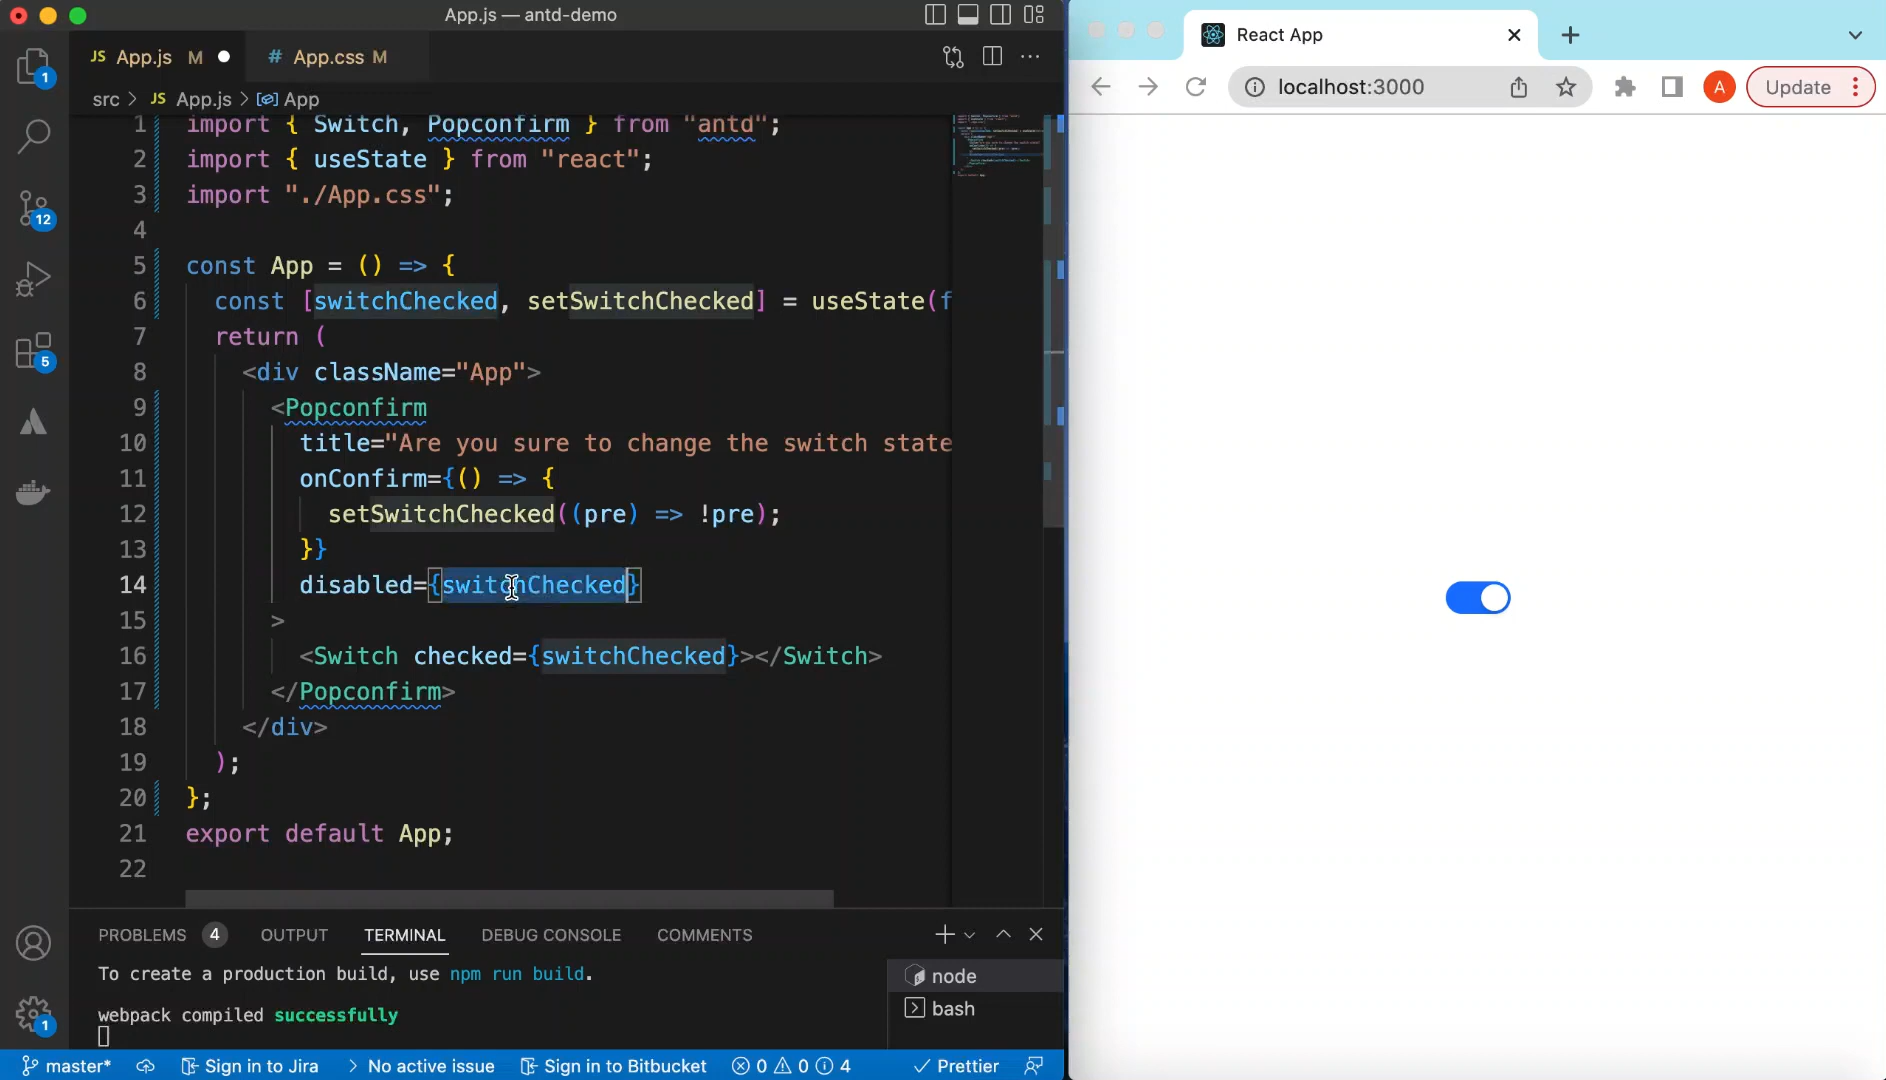 App.js — antd-demo
JS App.js M
# App.css M
src > JS App.js > App
1 import { Switch, Popconfirm } from "antd";
2 import { useState } from "react";
3 import "./App.css";
4
5 const App = () => {
6 const [switchChecked, setSwitchChecked] = useState(f
7 return (
8 <div className="App">
9 <Popconfirm
10 title="Are you sure to change the switch state
11 onConfirm={() => {
12 setSwitchChecked((pre) => !pre);
13 }}
14 disabled={switchChecked}
15 >
16 <Switch checked={switchChecked}></Switch>
17 </Popconfirm>
18 </div>
19 );
20 };
21 export default App;
22
1
12
5
1
PROBLEMS 4 OUTPUT TERMINAL DEBUG CONSOLE COMMENTS
To create a production build, use npm run build.
webpack compiled successfully
node
bash
master* Sign in to Jira > No active issue Sign in to Bitbucket 0 0 4 Prettier
React App
localhost:3000
A
Update